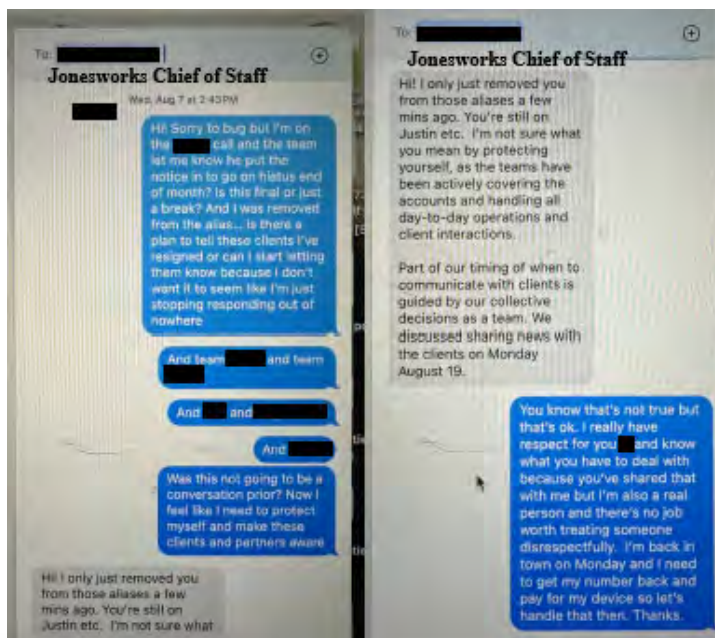 To:
Jonesworks Chief of Staff
Wed, Aug 7 at 2:43 PM
Hi! Sorry to bug but I'm on
the call and the team
let me know he put the
notice in to go on hiatus end
of month? Is this final or just
a break? And I was removed
from the alias... Is there a
plan to tell these clients I've
resigned or can I start letting
them know because I don't
want it to seem like I'm just
stopping responding out of
nowhere
And team and team
And and
And
Was this not going to be a
conversation prior? Now I
feel like I need to protect
myself and make these
clients and partners aware
Hi! I only just removed you
from those aliases a few
mins ago. You're still on
Justin etc. I'm not sure what
To:
Jonesworks Chief of Staff
Hi! I only just removed you
from those aliases a few
mins ago. You're still on
Justin etc. I'm not sure what
you mean by protecting
yourself, as the teams have
been actively covering the
accounts and handling all
day-to-day operations and
client interactions.
Part of our timing of when to
communicate with clients is
guided by our collective
decisions as a team. We
discussed sharing news with
the clients on Monday
August 19.
You know that's not true but
that's ok. I really have
respect for you and know
what you have to deal with
because you've shared that
with me but I'm also a real
person and there's no job
worth treating someone
disrespectfully. I'm back in
town on Monday and I need
to get my number back and
pay for my device so let's
handle that then. Thanks.